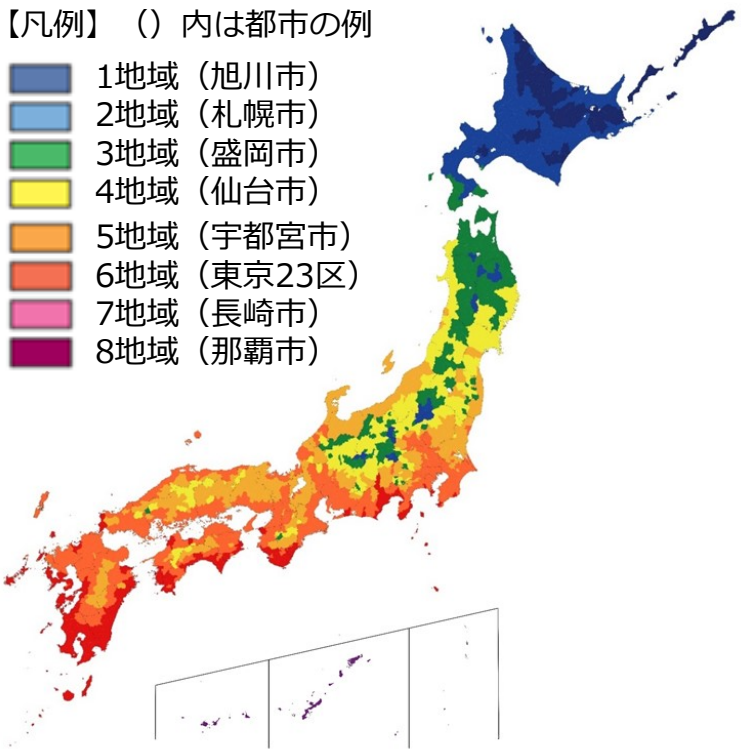 【凡例】（）内は都市の例
1地域（旭川市）
2地域（札幌市）
3地域（盛岡市）
4地域（仙台市）
5地域（宇都宮市）
6地域（東京23区）
7地域（長崎市）
8地域（那覇市）